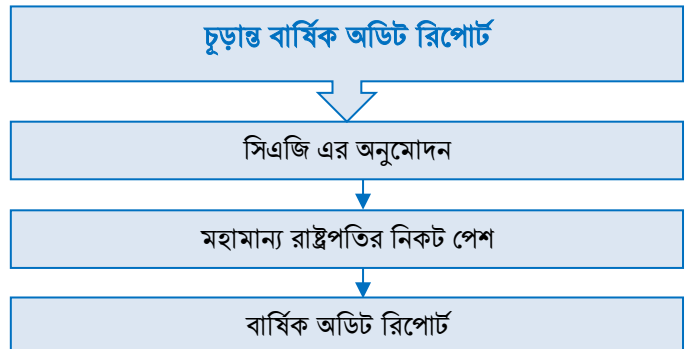 চূড়ান্ত বার্ষিক অডিট রিপোর্ট
সিএজি এর অনুমোদন
মহামান্য রাষ্ট্রপতির নিকট পেশ
বার্ষিক অডিট রিপোর্ট